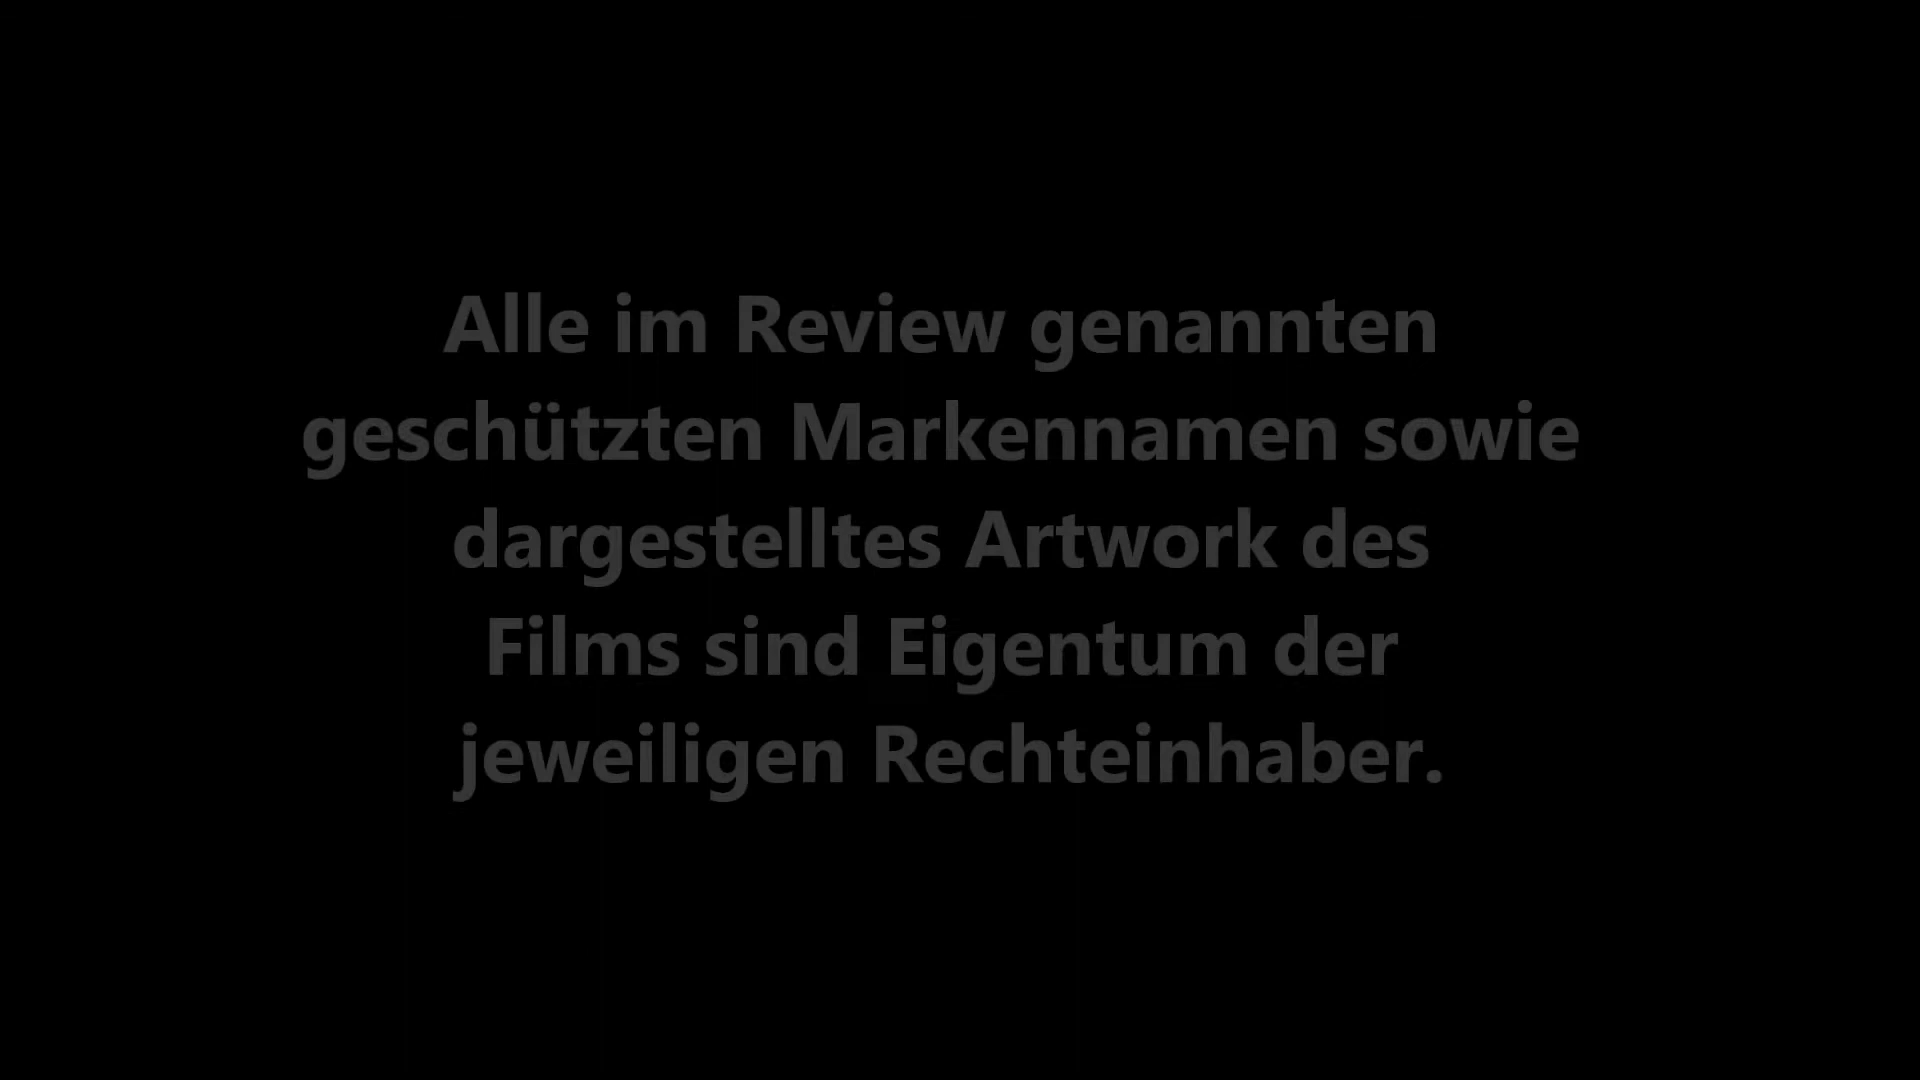 Alle im Review genannten
geschützten Markennamen sowie
dargestelltes Artwork des
Films sind Eigentum der
jeweiligen Rechteinhaber.